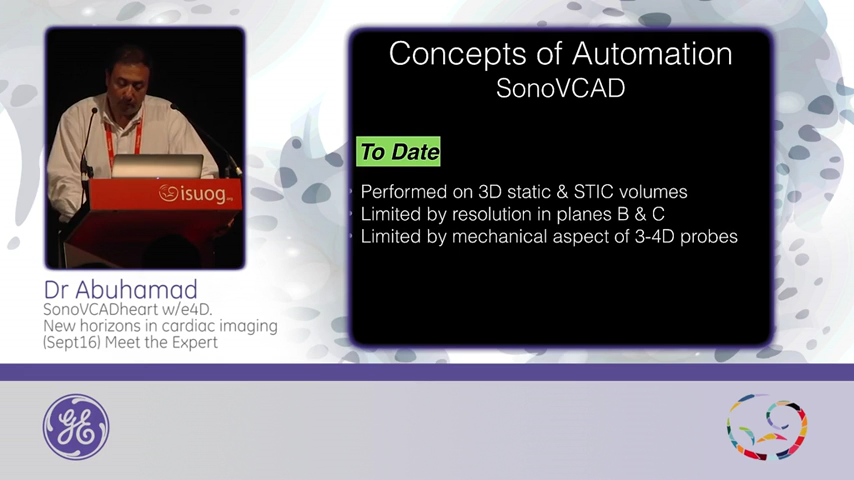 Concepts of Automation
SonoVCAD
To Date
Performed on 3D static & STIC volumes
Limited by resolution in planes B & C
Limited by mechanical aspect of 3-4D probes
isuog.org
Dr Abuhamad
SonoVCADheart w/e4D.
New horizons in cardiac imaging
(Sept16) Meet the Expert
GE